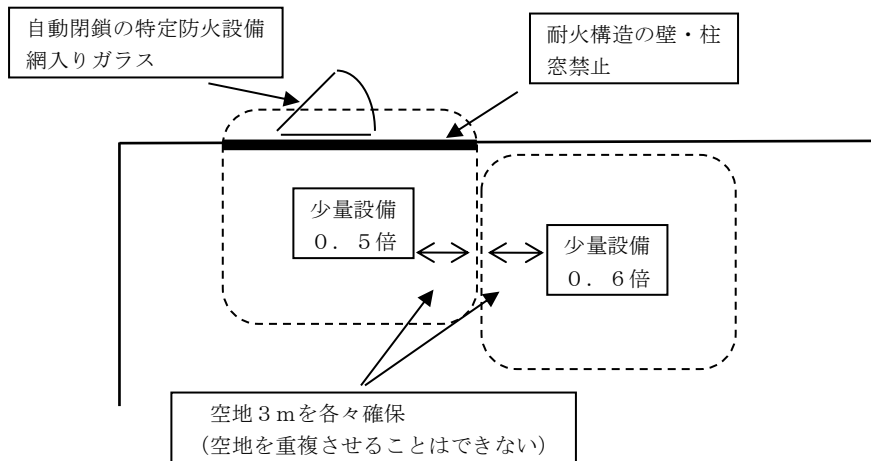 自動閉鎖の特定防火設備
網入りガラス
耐火構造の壁・柱
窓禁止
少量設備
０．５倍
少量設備
０．６倍
空地３ｍを各々確保
（空地を重複させることはできない）